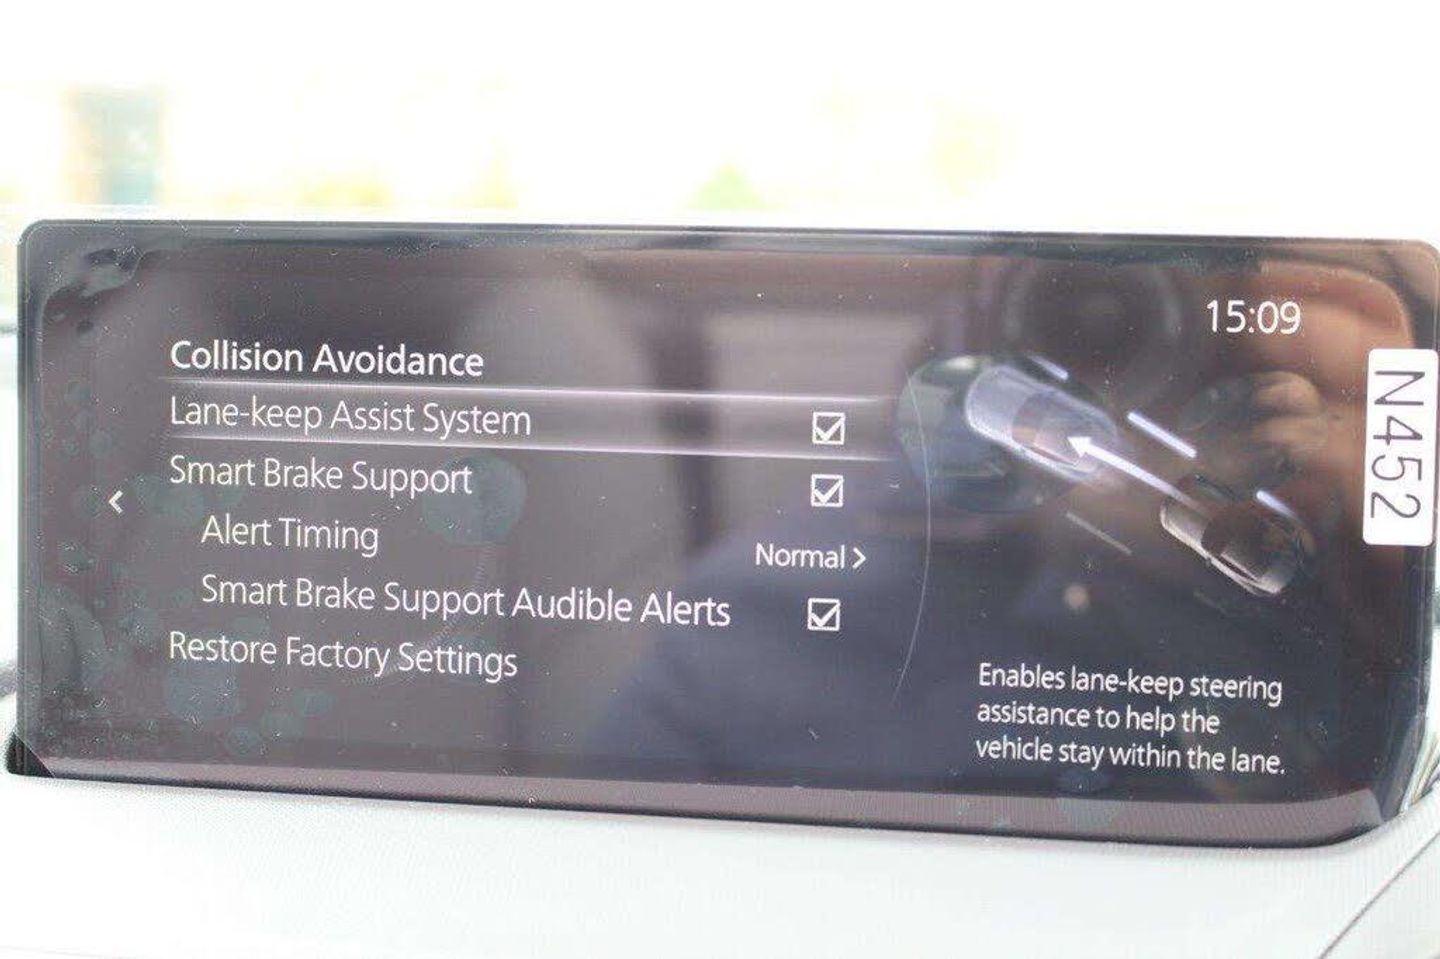 15:09
Collision Avoidance
Lane-keep Assist System
Smart Brake Support
<
Alert Timing
Normal >
Smart Brake Support Audible Alerts
Restore Factory Settings
Enables lane-keep steering
assistance to help the
vehicle stay within the lane.
N452